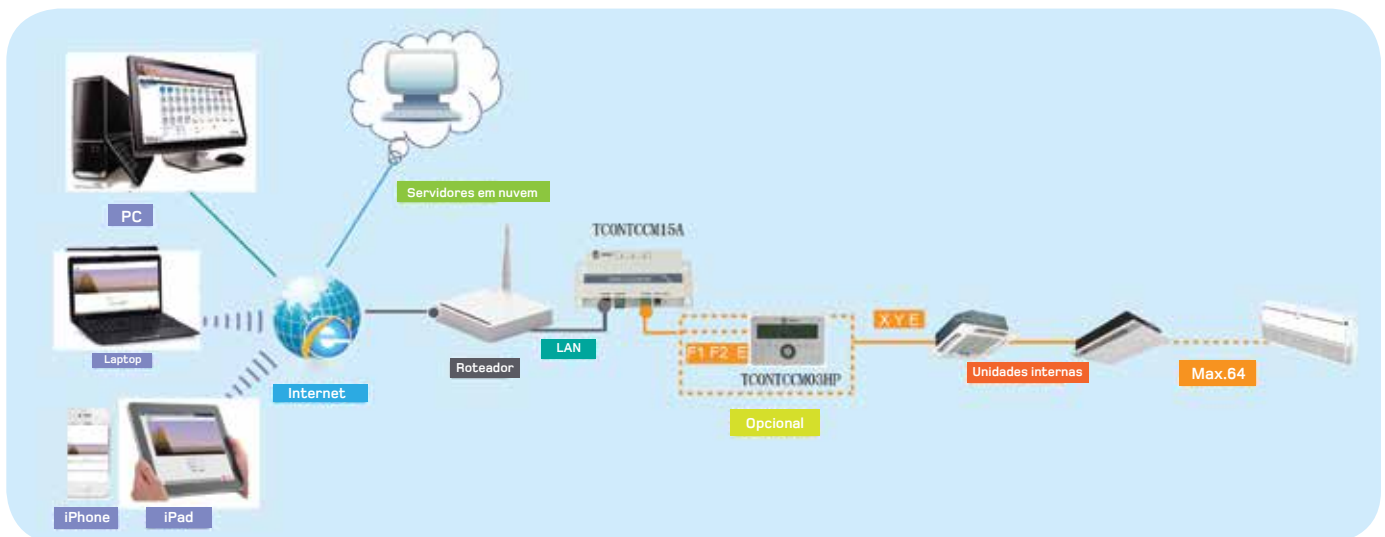 PC
Servidores em nuvem
TCONTCCM15A
Laptop
Internet
Roteador
LAN
F1 F2 E
TCONTCCM03HP
Opcional
X Y E
Unidades internas
Max.64
iPhone
iPad